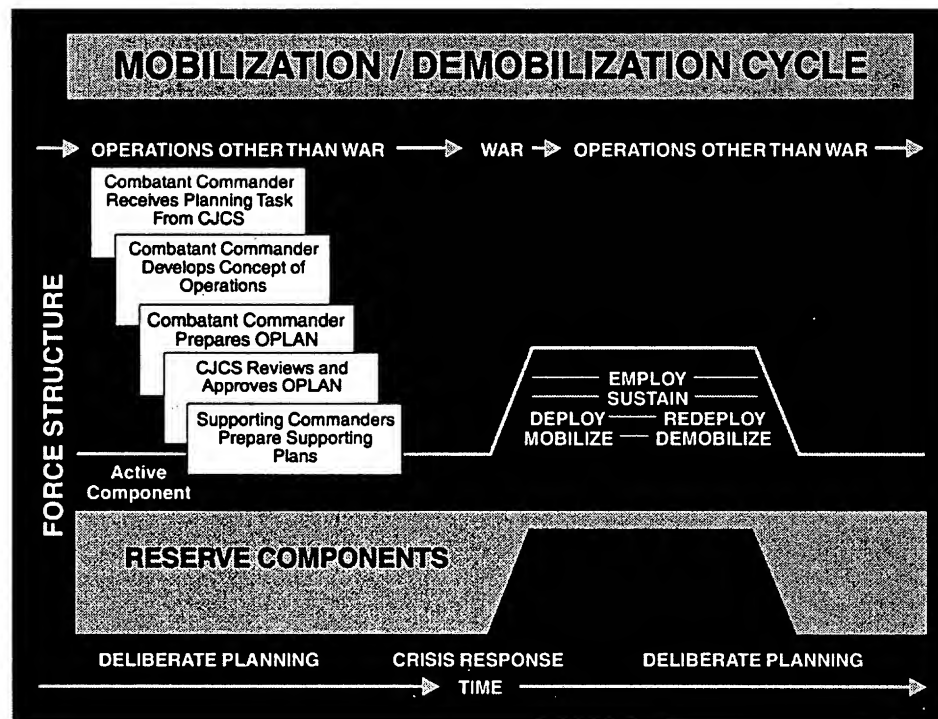 MOBILIZATION / DEMOBILIZATION CYCLE
OPERATIONS OTHER THAN WAR
WAR
OPERATIONS OTHER THAN WAR
Combatant Commander
Receives Planning Task
From CJCS
Combatant Commander
Develops Concept of
Operations
Combatant Commander
Prepares OPLAN
CJCS Reviews and
Approves OPLAN
Supporting Commanders
Prepare Supporting
Plans
FORCE STRUCTURE
EMPLOY
SUSTAIN
DEPLOY REDEPLOY
MOBILIZE DEMOBILIZE
Active
Component
RESERVE COMPONENTS
DELIBERATE PLANNING
CRISIS RESPONSE
DELIBERATE PLANNING
TIME